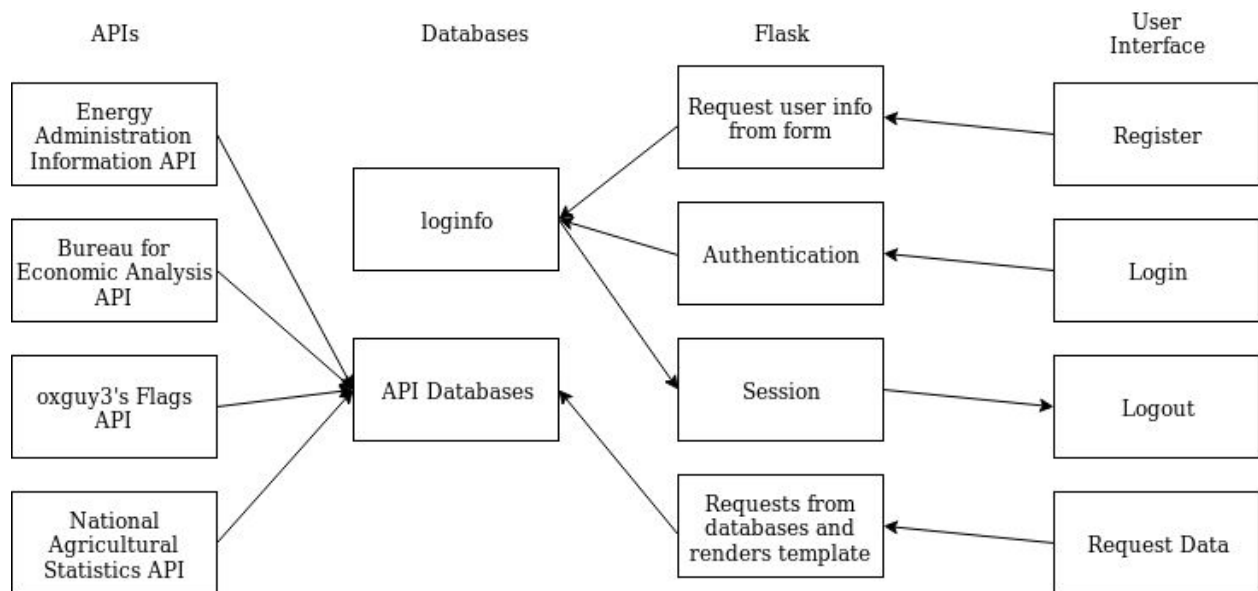 APIs
Databases
Flask
User
Interface
Energy
Administration
Information API
Bureau for
Economic Analysis
API
oxguy3's Flags
API
National
Agricultural
Statistics API
loginfo
API Databases
Request user info
from form
Authentication
Session
Requests from
databases and
renders template
Register
Login
Logout
Request Data